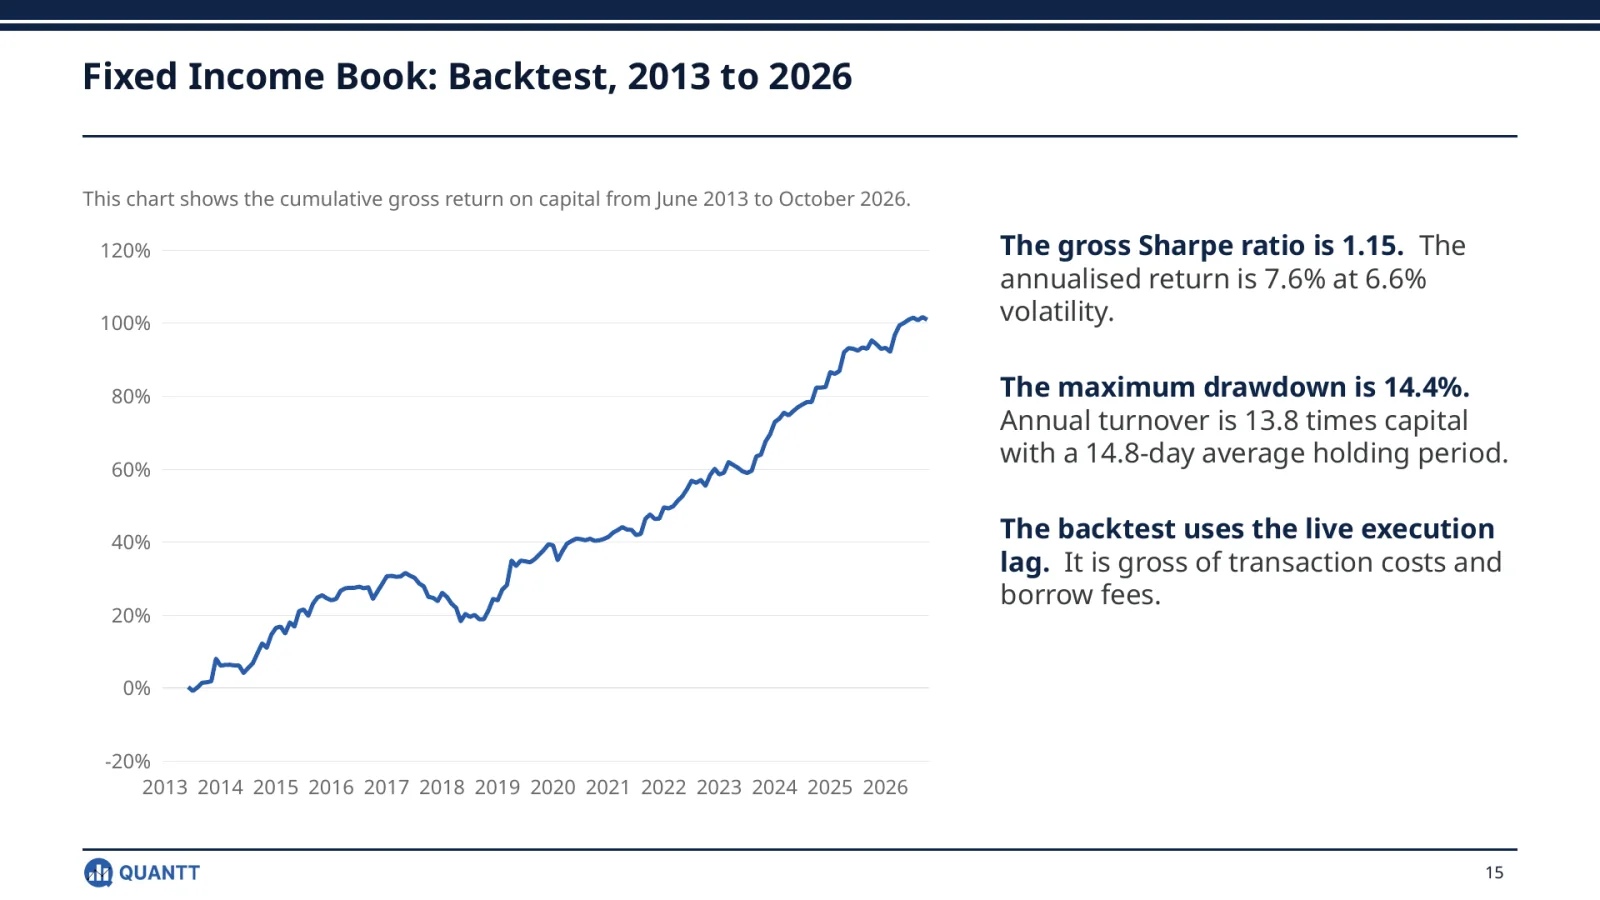 Fixed Income Book: Backtest, 2013 to 2026
This chart shows the cumulative gross return on capital from June 2013 to October 2026.
120%
100%
80%
60%
40%
20%
0%
-20%
2013 2014 2015 2016 2017 2018 2019 2020 2021 2022 2023 2024 2025 2026
The gross Sharpe ratio is 1.15. The
annualised return is 7.6% at 6.6%
volatility.
The maximum drawdown is 14.4%.
Annual turnover is 13.8 times capital
with a 14.8-day average holding period.
The backtest uses the live execution
lag. It is gross of transaction costs and
borrow fees.
QUANTT
15